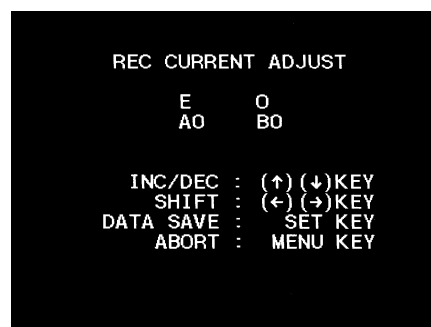 REC CURRENT ADJUST
E O
A0 B0
INC/DEC : (↑)(↓)KEY
SHIFT : (←)(→)KEY
DATA SAVE : SET KEY
ABORT : MENU KEY